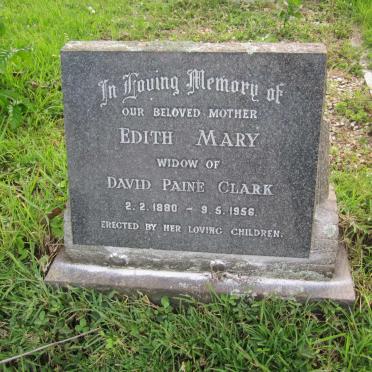 In Loving Memory of
OUR BELOVED MOTHER
EDITH MARY
WIDOW OF
DAVID PAINE CLARK
2.2.1880 - 9.5.1956.
ERECTED BY HER LOVING CHILDREN.